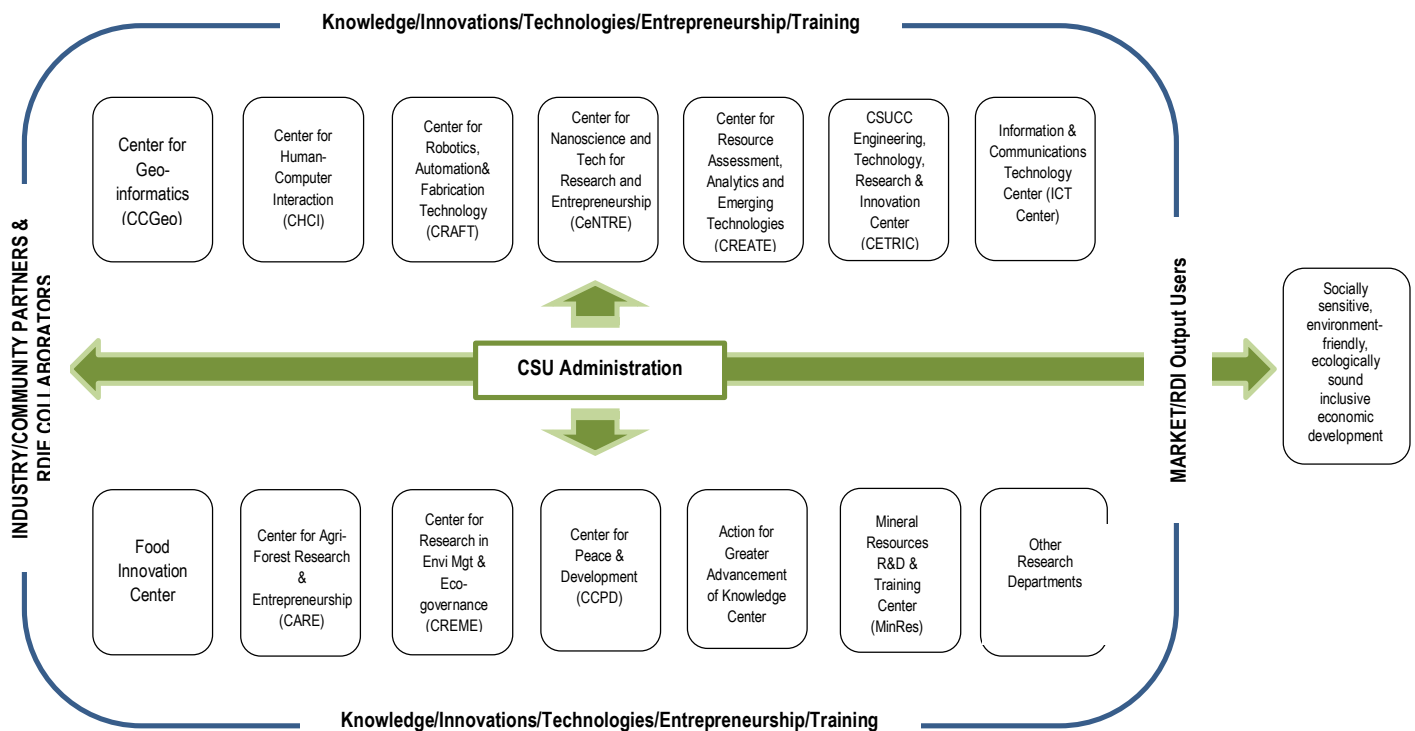 Knowledge/Innovations/Technologies/Entrepreneurship/Training
INDUSTRY/COMMUNITY PARTNERS &
RDIE COLLABORATORS
Center for
Geo-
informatics
(CCGeo)
Center for
Human-
Computer
Interaction
(CHCI)
Center for
Robotics,
Automation&
Fabrication
Technology
(CRAFT)
Center for
Nanoscience and
Tech for
Research and
Entrepreneurship
(CeNTRE)
Center for
Resource
Assessment,
Analytics and
Emerging
Technologies
(CREATE)
CSUCC
Engineering,
Technology,
Research &
Innovation
Center
(CETRIC)
Information &
Communications
Technology
Center (ICT
Center)
CSU Administration
MARKET/RDI Output Users
Socially
sensitive,
environment-
friendly,
ecologically
sound
inclusive
economic
development
Food
Innovation
Center
Center for Agri-
Forest Research
&
Entrepreneurship
(CARE)
Center for
Research in
Envi Mgt &
Eco-
governance
(CREME)
Center for
Peace &
Development
(CCPD)
Action for
Greater
Advancement
of Knowledge
Center
Mineral
Resources
R&D &
Training
Center
(MinRes)
Other
Research
Departments
Knowledge/Innovations/Technologies/Entrepreneurship/Training